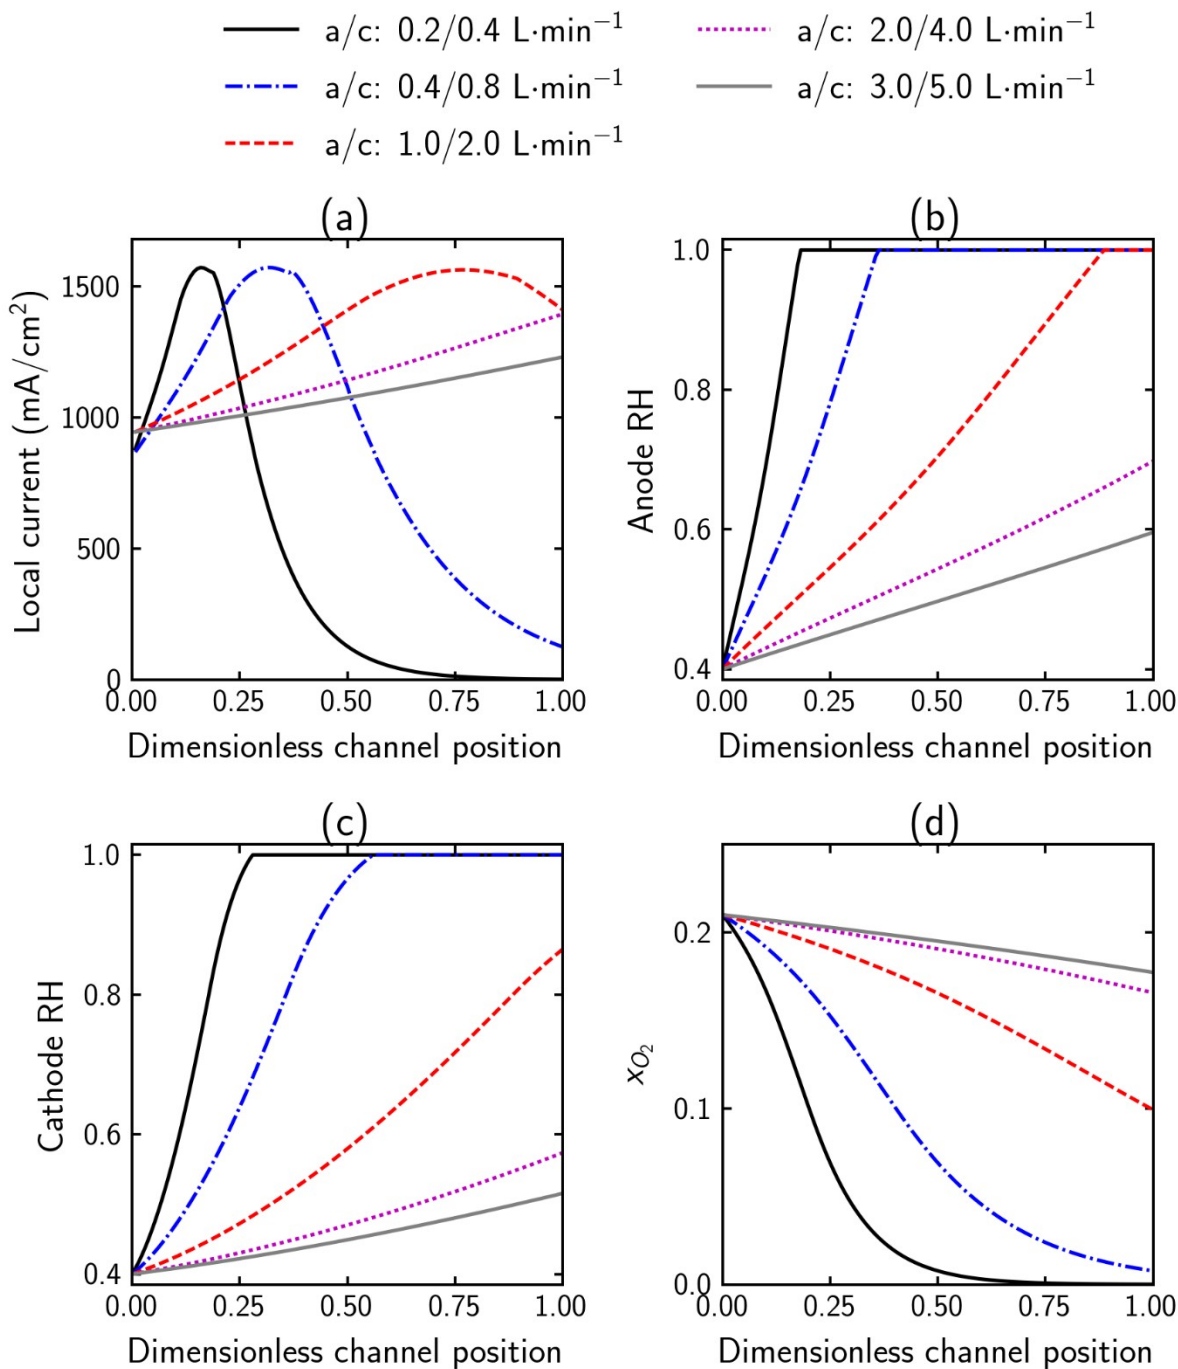 a/c: 0.2/0.4 L·min⁻¹
a/c: 0.4/0.8 L·min⁻¹
a/c: 1.0/2.0 L·min⁻¹
a/c: 2.0/4.0 L·min⁻¹
a/c: 3.0/5.0 L·min⁻¹
(a)
Local current (mA/cm²)
1500
1000
500
0
0.00 0.25 0.50 0.75 1.00
Dimensionless channel position
(b)
Anode RH
1.0
0.8
0.6
0.4
0.00 0.25 0.50 0.75 1.00
Dimensionless channel position
(c)
Cathode RH
1.0
0.8
0.6
0.4
0.00 0.25 0.50 0.75 1.00
Dimensionless channel position
(d)
x_{O_2}
0.2
0.1
0.0
0.00 0.25 0.50 0.75 1.00
Dimensionless channel position